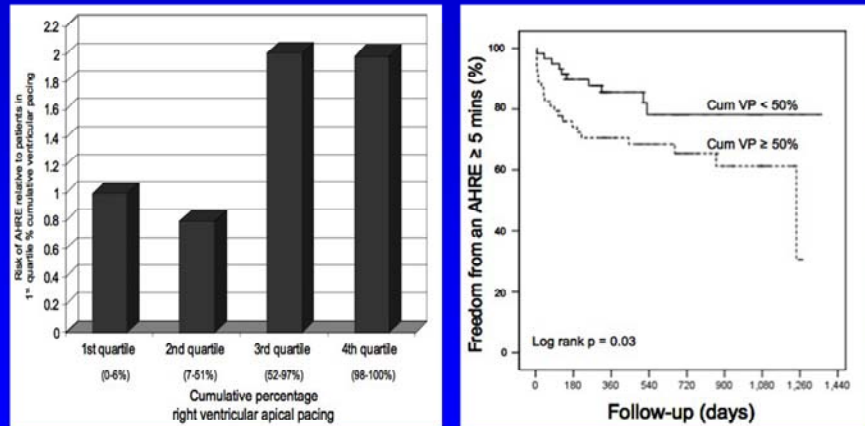 Risk of AHRE relative to patients in
1st quartile % cumulative ventricular pacing
2.2
2
1.8
1.6
1.4
1.2
1
0.8
0.6
0.4
0.2
0
1st quartile
2nd quartile
3rd quartile
4th quartile
(0-6%)
(7-51%)
(52-97%)
(98-100%)
Cumulative percentage
right ventricular apical pacing
Freedom from an AHRE ≥ 5 mins (%)
100
80
60
40
20
0
Cum VP < 50%
Cum VP ≥ 50%
Log rank p = 0.03
0
180
360
540
720
900
1,080
1,260
1,440
Follow-up (days)